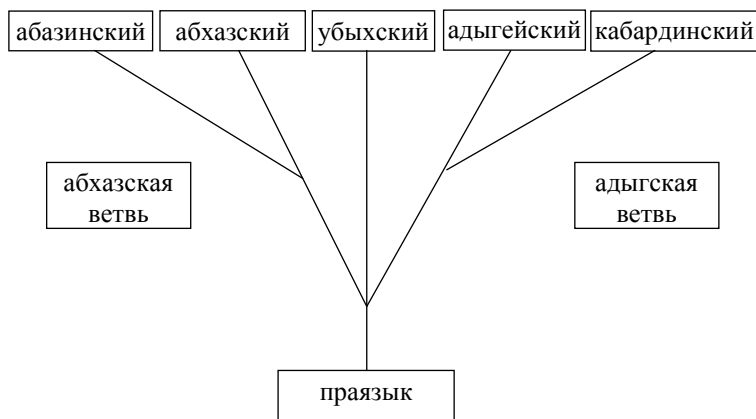 абазинский абхазский убыхский адыгейский кабардинский
абхазская
ветвь
адыгская
ветвь
праязык